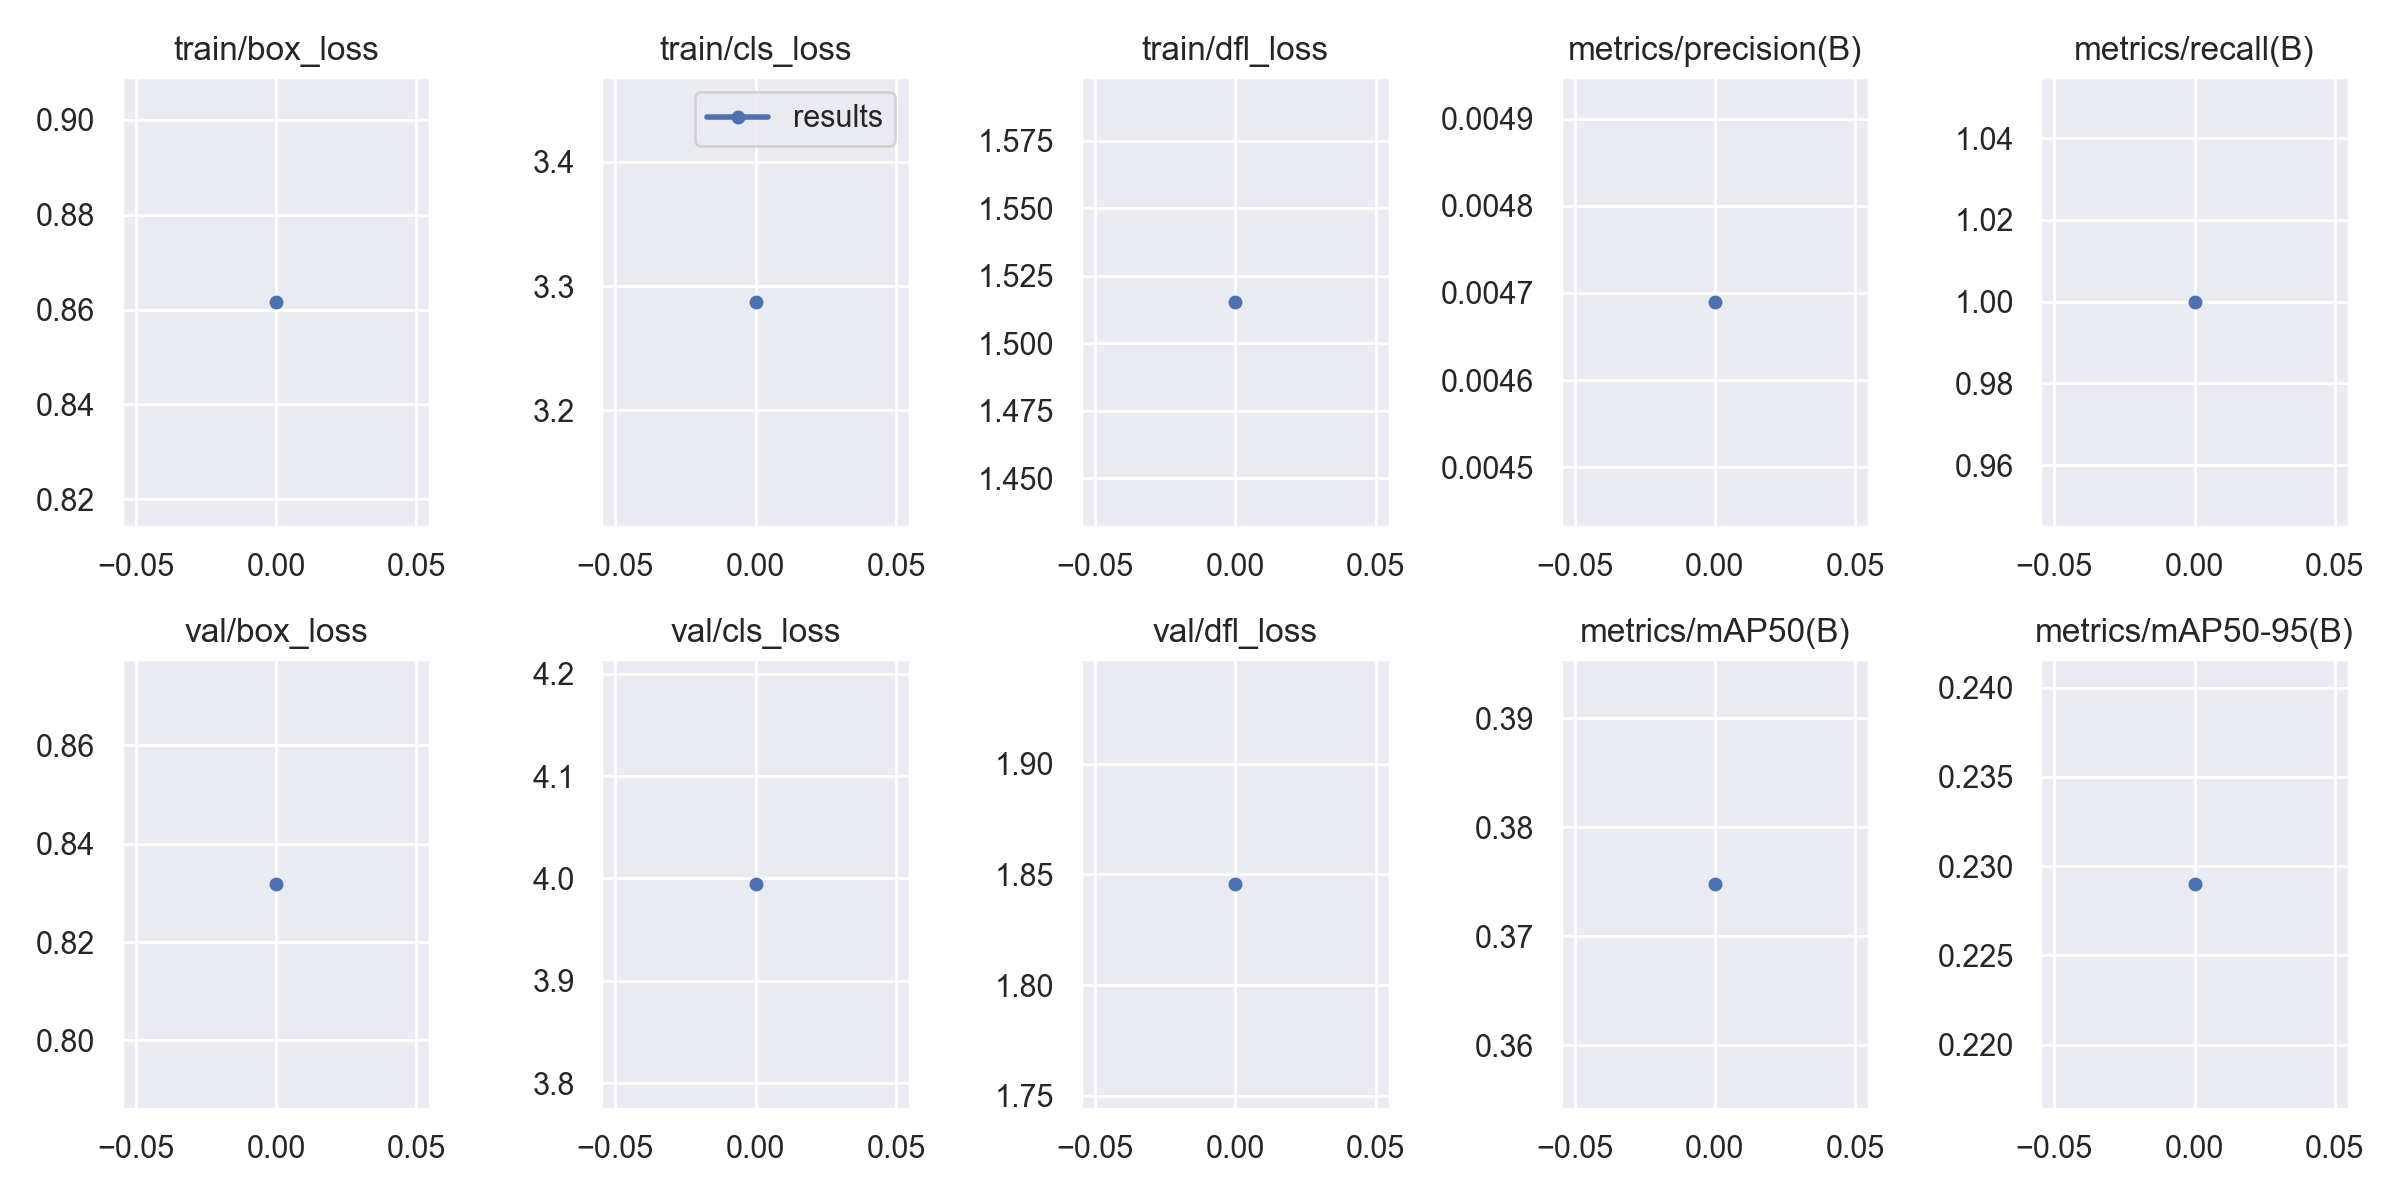 train/box_loss
0.90
0.88
0.86
0.84
0.82
−0.05 0.00 0.05
train/cls_loss
results
3.4
3.3
3.2
−0.05 0.00 0.05
train/dfl_loss
1.575
1.550
1.525
1.500
1.475
1.450
−0.05 0.00 0.05
metrics/precision(B)
0.0049
0.0048
0.0047
0.0046
0.0045
−0.05 0.00 0.05
metrics/recall(B)
1.04
1.02
1.00
0.98
0.96
−0.05 0.00 0.05
val/box_loss
0.86
0.84
0.82
0.80
−0.05 0.00 0.05
val/cls_loss
4.2
4.1
4.0
3.9
3.8
−0.05 0.00 0.05
val/dfl_loss
1.90
1.85
1.80
1.75
−0.05 0.00 0.05
metrics/mAP50(B)
0.39
0.38
0.37
0.36
−0.05 0.00 0.05
metrics/mAP50-95(B)
0.240
0.235
0.230
0.225
0.220
−0.05 0.00 0.05